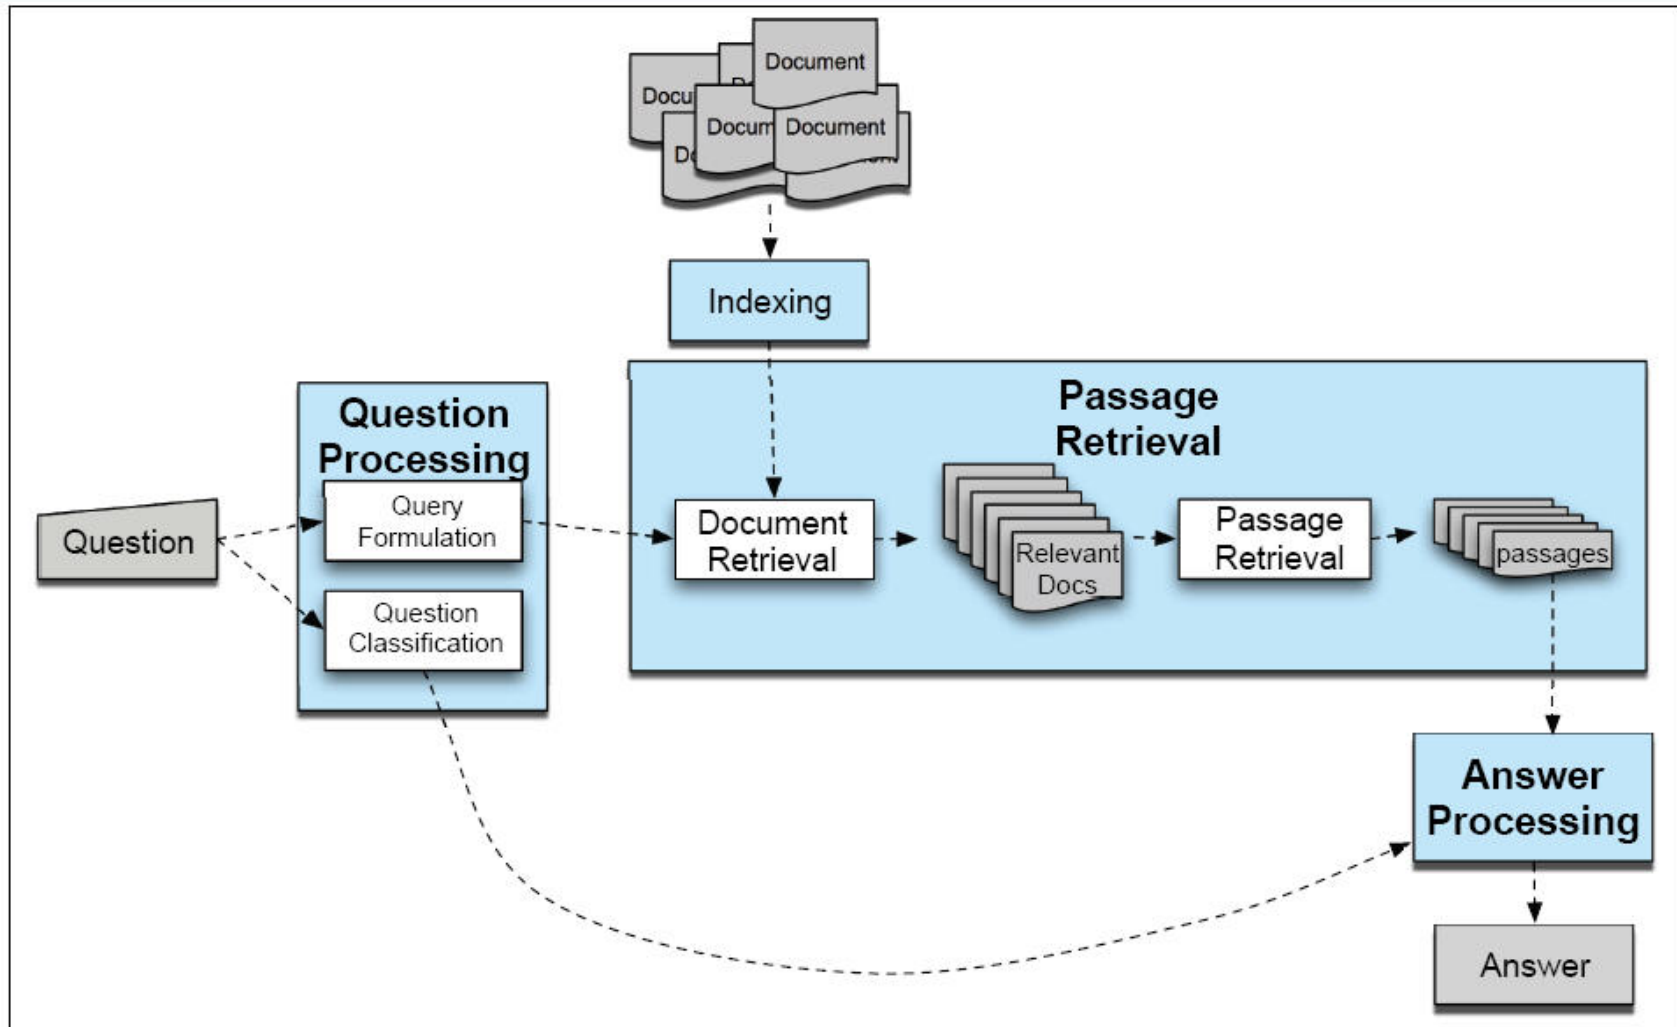 Document
Docum
Document
Indexing
Passage
Retrieval
Question
Processing
Query
Formulation
Question
Classification
Question
Document
Retrieval
Relevant
Docs
Passage
Retrieval
passages
Answer
Processing
Answer